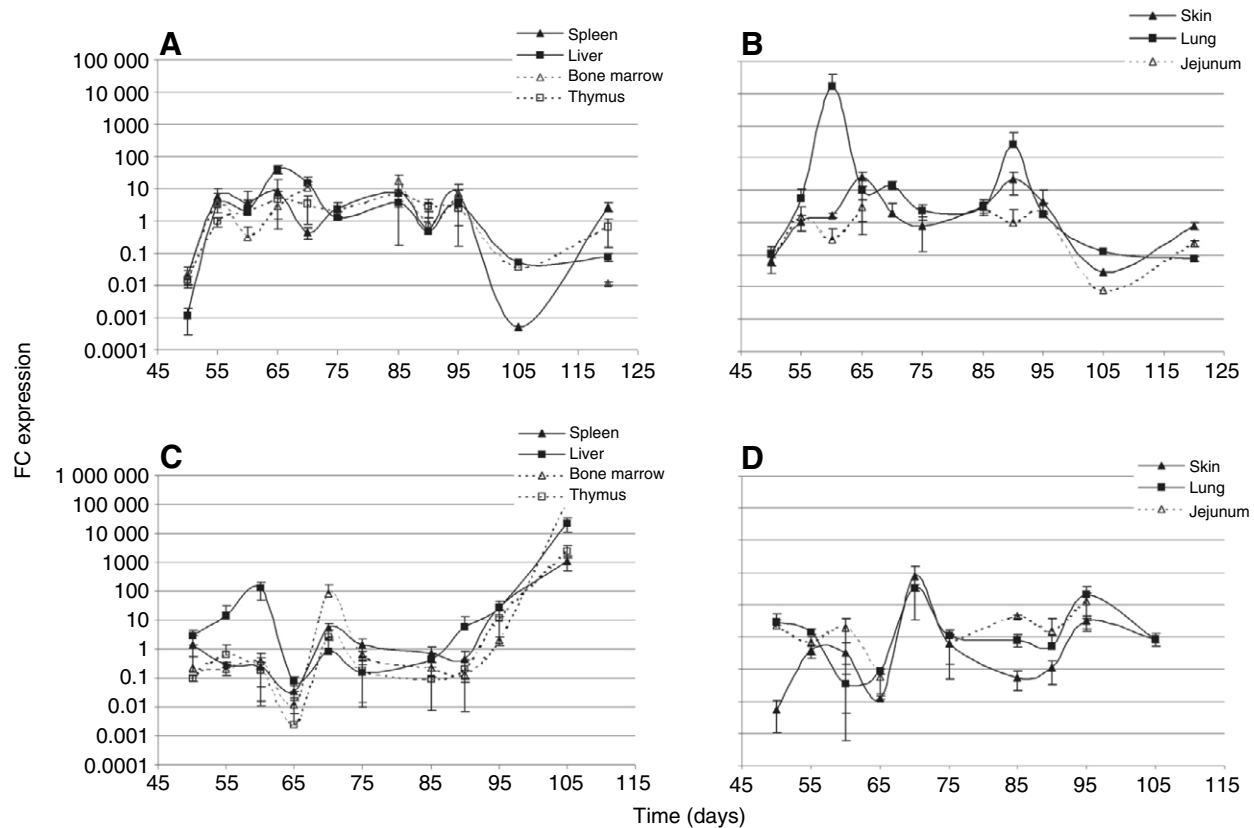 A
Spleen
Liver
Bone marrow
Thymus
100 000
10 000
1000
100
10
1
0.1
0.01
0.001
0.0001
45 55 65 75 85 95 105 115 125
B
Skin
Lung
Jejunum
45 55 65 75 85 95 105 115 125
FC expression
C
Spleen
Liver
Bone marrow
Thymus
1 000 000
100 000
10 000
1000
100
10
1
0.1
0.01
0.001
0.0001
45 55 65 75 85 95 105 115
D
Skin
Lung
Jejunum
45 55 65 75 85 95 105 115
Time (days)